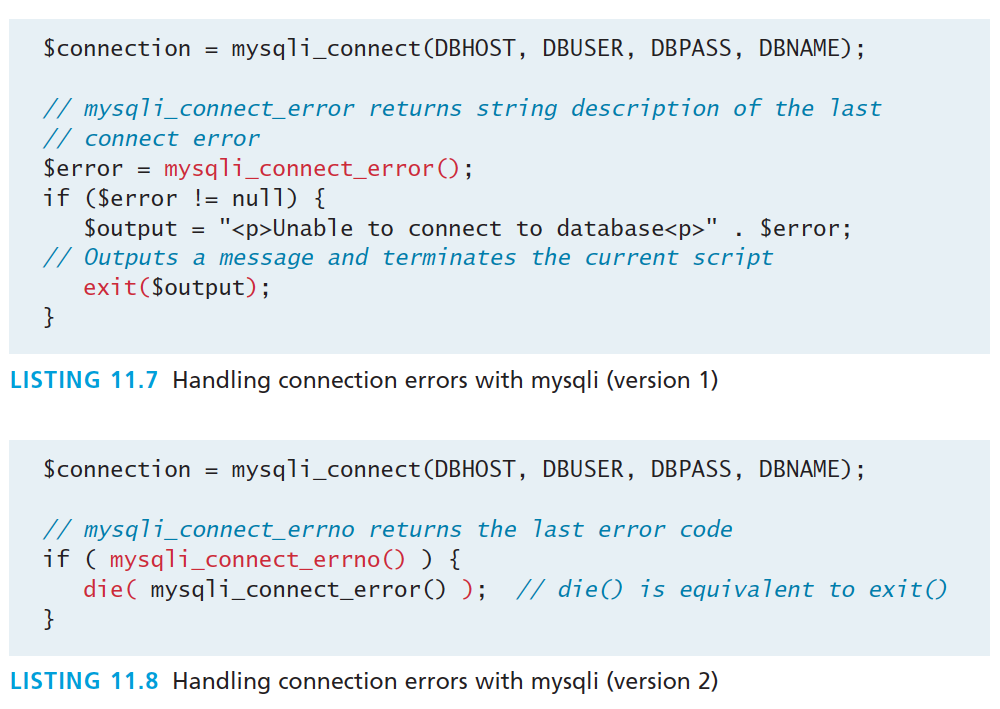 $connection = mysqli_connect(DBHOST, DBUSER, DBPASS, DBNAME);
// mysqli_connect_error returns string description of the last
// connect error
$error = mysqli_connect_error();
if ($error != null) {
$output = "<p>Unable to connect to database<p>" . $error;
// Outputs a message and terminates the current script
exit($output);
}
LISTING 11.7 Handling connection errors with mysqli (version 1)
$connection = mysqli_connect(DBHOST, DBUSER, DBPASS, DBNAME);
// mysqli_connect_errno returns the last error code
if ( mysqli_connect_errno() ) {
die( mysqli_connect_error() ); // die() is equivalent to exit()
}
LISTING 11.8 Handling connection errors with mysqli (version 2)